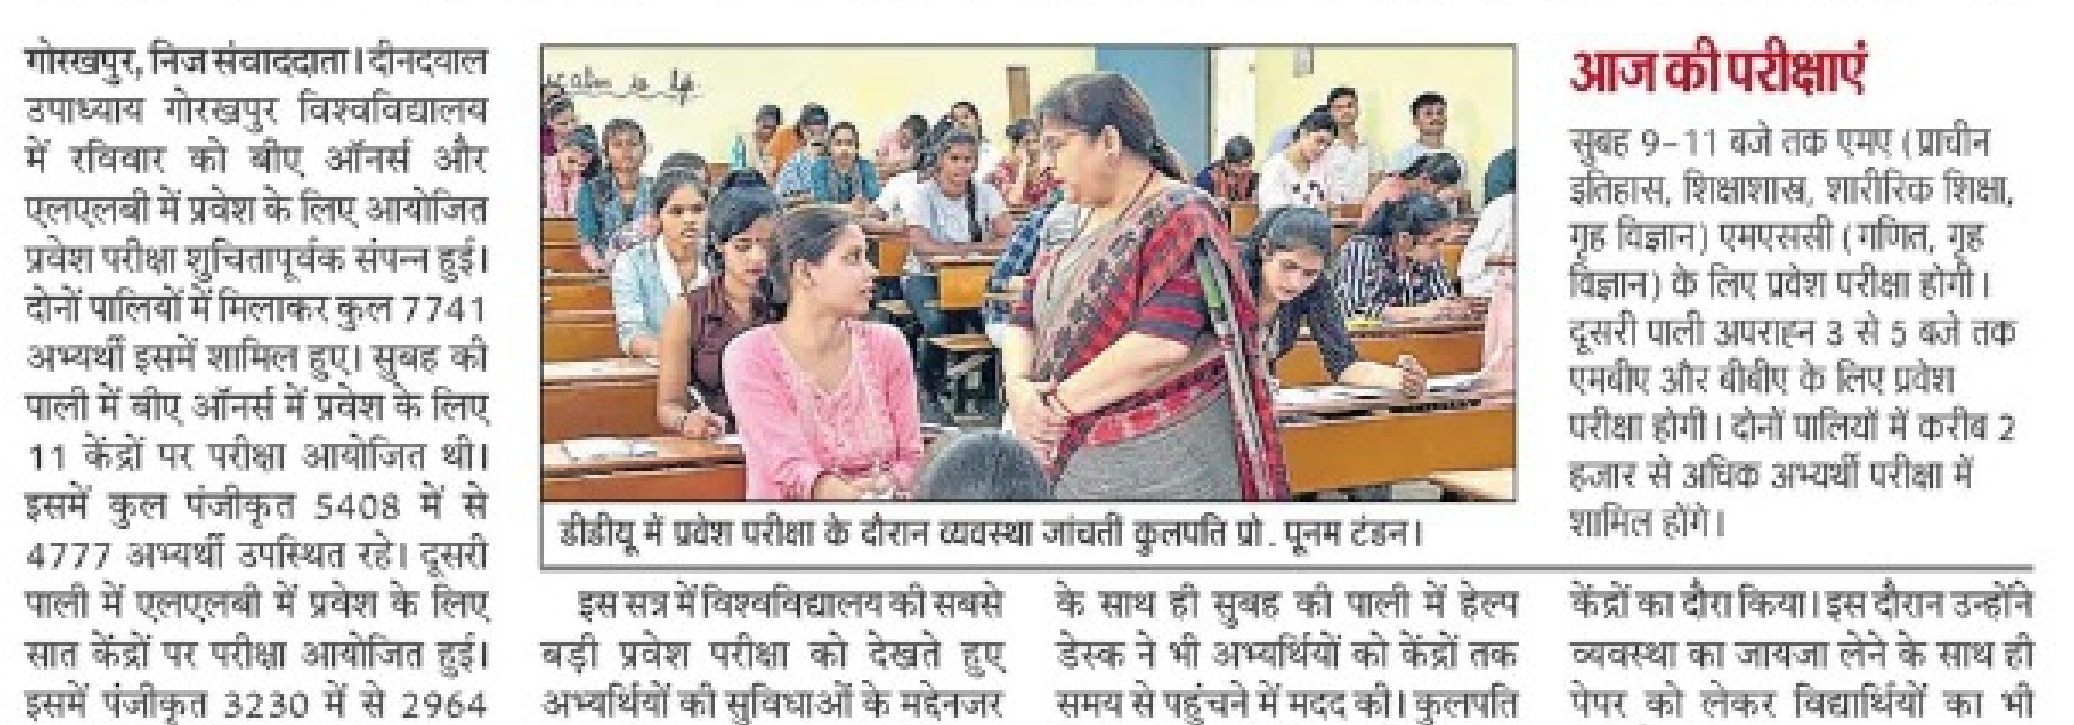 गोरखपुर, निज संवाददाता। दीनदयाल
उपाध्याय गोरखपुर विश्वविद्यालय
में रविवार को बीए ऑनर्स और
एलएलबी में प्रवेश के लिए आयोजित
प्रवेश परीक्षा शुचितापूर्वक संपन्न हुई।
दोनों पालियों में मिलाकर कुल 7741
अभ्यर्थी इसमें शामिल हुए। सुबह की
पाली में बीए ऑनर्स में प्रवेश के लिए
11 केंद्रों पर परीक्षा आयोजित थी।
इसमें कुल पंजीकृत 5408 में से
4777 अभ्यर्थी उपस्थित रहे। दूसरी
पाली में एलएलबी में प्रवेश के लिए
सात केंद्रों पर परीक्षा आयोजित हुई।
इसमें पंजीकृत 3230 में से 2964
डीडीयू में प्रवेश परीक्षा के दौरान व्यवस्था जांचती कुलपति प्रो. पूनम टंडन।
इस सत्र में विश्वविद्यालय की सबसे
बड़ी प्रवेश परीक्षा को देखते हुए
अभ्यर्थियों की सुविधाओं के मद्देनजर
के साथ ही सुबह की पाली में हेल्प
डेस्क ने भी अभ्यर्थियों को केंद्रों तक
समय से पहुंचने में मदद की। कुलपति
आज की परीक्षाएं
सुबह 9-11 बजे तक एमए (प्राचीन
इतिहास, शिक्षाशास्त्र, शारीरिक शिक्षा,
गृह विज्ञान) एमएससी (गणित, गृह
विज्ञान) के लिए प्रवेश परीक्षा होगी।
दूसरी पाली अपराह्न 3 से 5 बजे तक
एमबीए और बीबीए के लिए प्रवेश
परीक्षा होगी। दोनों पालियों में करीब 2
हजार से अधिक अभ्यर्थी परीक्षा में
शामिल होंगे।
केंद्रों का दौरा किया। इस दौरान उन्होंने
व्यवस्था का जायजा लेने के साथ ही
पेपर को लेकर विद्यार्थियों का भी